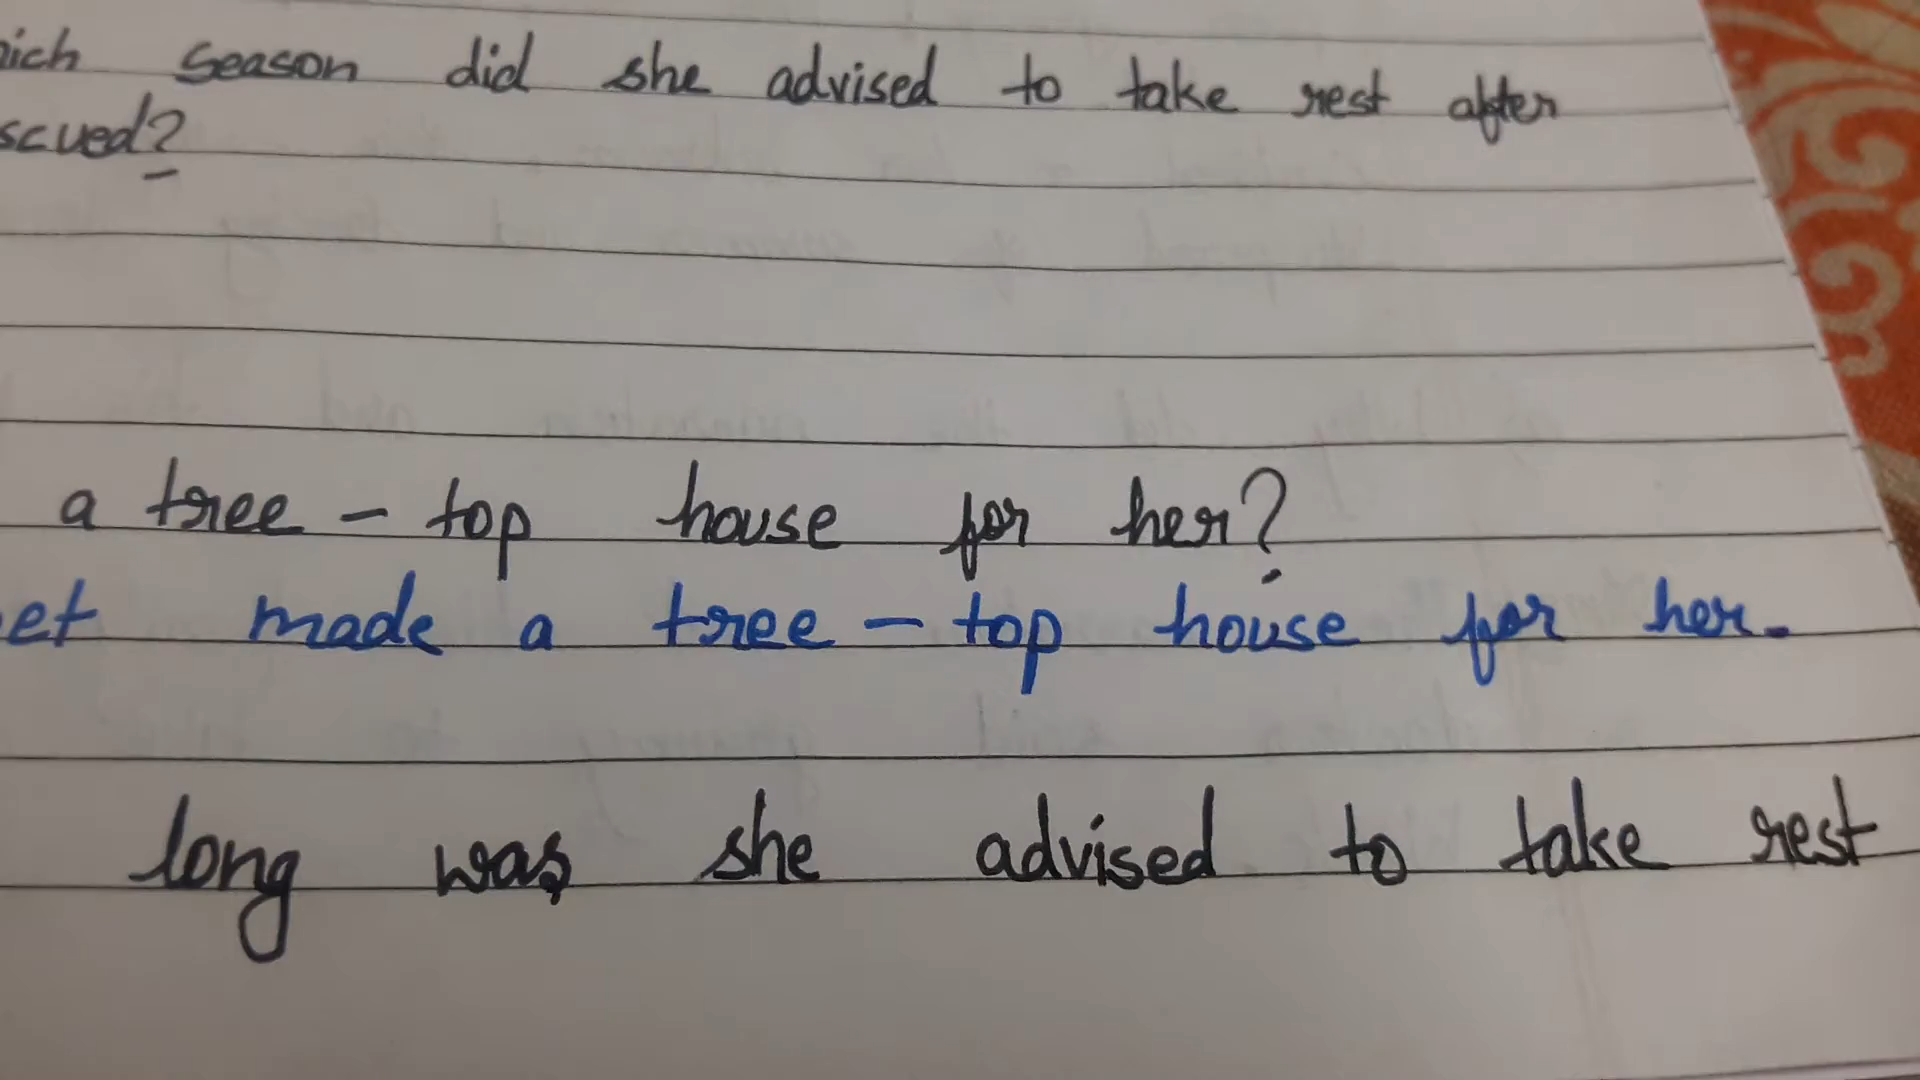 season did she advised to take rest after
a tree - top house for her?
made a tree - top house for her.
long was she advised to take rest